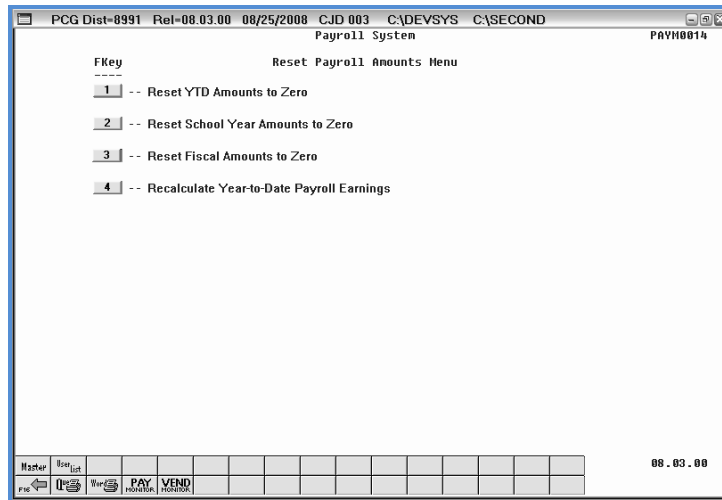 PCG Dist=8991 Rel=08.03.00 08/25/2008 CJD 003 C:\DEVSYS C:\SECOND
Payroll System PAYM0014
FKey Reset Payroll Amounts Menu
----
1 -- Reset YTD Amounts to Zero
2 -- Reset School Year Amounts to Zero
3 -- Reset Fiscal Amounts to Zero
4 -- Recalculate Year-to-Date Payroll Earnings
Master User List 08.03.00
F16 Que Wor PAY MONITOR VEND MONITOR